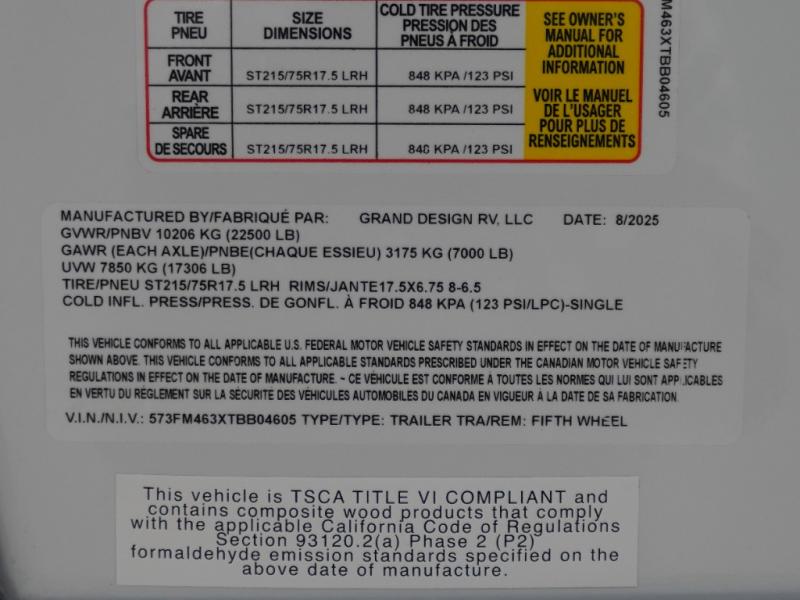 TIRE PNEU SIZE DIMENSIONS COLD TIRE PRESSURE PRESSION DES PNEUS À FROID
FRONT AVANT ST215/75R17.5 LRH 848 KPA /123 PSI
REAR ARRIÈRE ST215/75R17.5 LRH 848 KPA /123 PSI
SPARE DE SECOURS ST215/75R17.5 LRH 848 KPA /123 PSI
SEE OWNER'S
MANUAL FOR
ADDITIONAL
INFORMATION
VOIR LE MANUEL
DE L'USAGER
POUR PLUS DE
RENSEIGNEMENTS
M463XTBB04605
MANUFACTURED BY/FABRIQUÉ PAR: GRAND DESIGN RV, LLC DATE: 8/2025
GVWR/PNBV 10206 KG (22500 LB)
GAWR (EACH AXLE)/PNBE(CHAQUE ESSIEU) 3175 KG (7000 LB)
UVW 7850 KG (17306 LB)
TIRE/PNEU ST215/75R17.5 LRH RIMS/JANTE17.5X6.75 8-6.5
COLD INFL. PRESS/PRESS. DE GONFL. À FROID 848 KPA (123 PSI/LPC)-SINGLE
THIS VEHICLE CONFORMS TO ALL APPLICABLE U.S. FEDERAL MOTOR VEHICLE SAFETY STANDARDS IN EFFECT ON THE DATE OF MANUFACTURE
SHOWN ABOVE. THIS VEHICLE CONFORMS TO ALL APPLICABLE STANDARDS PRESCRIBED UNDER THE CANADIAN MOTOR VEHICLE SAFETY
REGULATIONS IN EFFECT ON THE DATE OF MANUFACTURE. ~ CE VÉHICULE EST CONFORME À TOUTES LES NORMES QUI LUI SONT APPLICABLES
EN VERTU DU RÈGLEMENT SUR LA SÉCURITÉ DES VÉHICULES AUTOMOBILES DU CANADA EN VIGUEUR À LA DATE DE SA FABRICATION.
V.I.N./N.I.V.: 573FM463XTBB04605 TYPE/TYPE: TRAILER TRA/REM: FIFTH WHEEL
This vehicle is TSCA TITLE VI COMPLIANT and
contains composite wood products that comply
with the applicable California Code of Regulations
Section 93120.2(a) Phase 2 (P2)
formaldehyde emission standards specified on the
above date of manufacture.